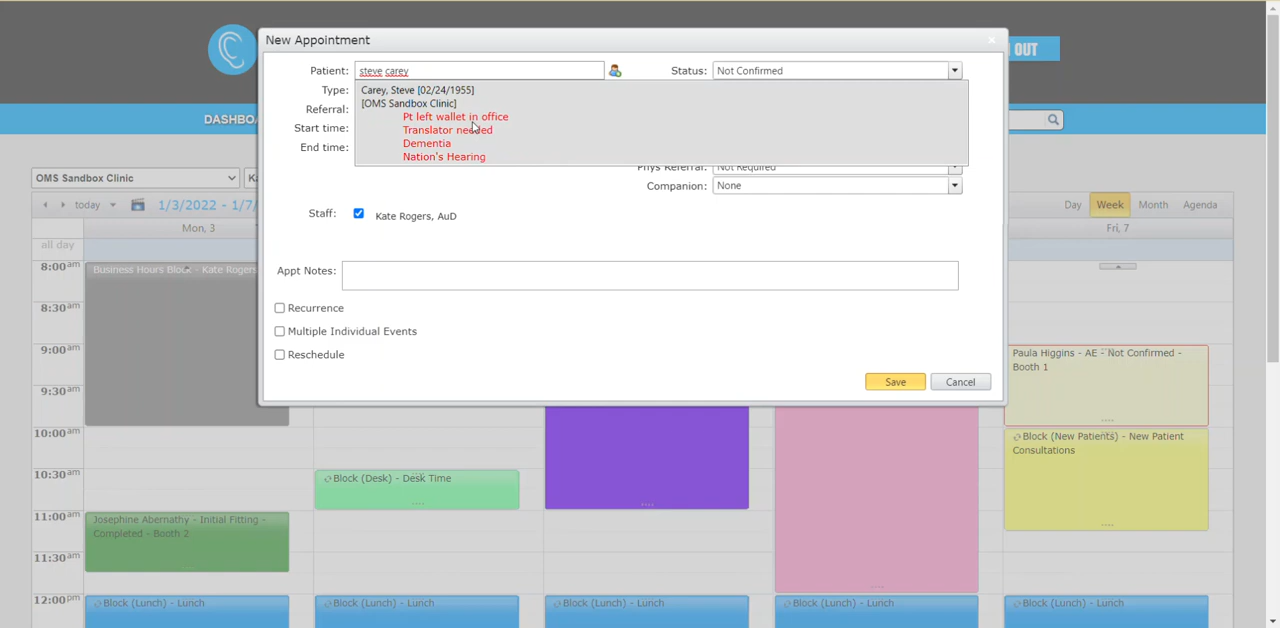 New Appointment
OUT
Patient:
steve carey
Status:
Not Confirmed
Type:
Carey, Steve [02/24/1955]
[OMS Sandbox Clinic]
Referral:
Pt left wallet in office
Start time:
Translator needed
End time:
Dementia
Nation's Hearing
DASHBOA
Phys Referral:
Not Required
Companion:
None
OMS Sandbox Clinic
Ka
today
1/3/2022 - 1/7/
Day
Week
Month
Agenda
Staff:
Kate Rogers, AuD
Mon, 3
Fri, 7
all day
Appt Notes:
8:00am
Business Hours Block - Kate Rogers
8:30am
Recurrence
Multiple Individual Events
Reschedule
9:00am
Paula Higgins - AE - Not Confirmed -
Booth 1
9:30am
Save
Cancel
10:00am
Block (New Patients) - New Patient
Consultations
10:30am
Block (Desk) - Desk Time
11:00am
Josephine Abernathy - Initial Fitting -
Completed - Booth 2
11:30am
12:00pm
Block (Lunch) - Lunch
Block (Lunch) - Lunch
Block (Lunch) - Lunch
Block (Lunch) - Lunch
Block (Lunch) - Lunch